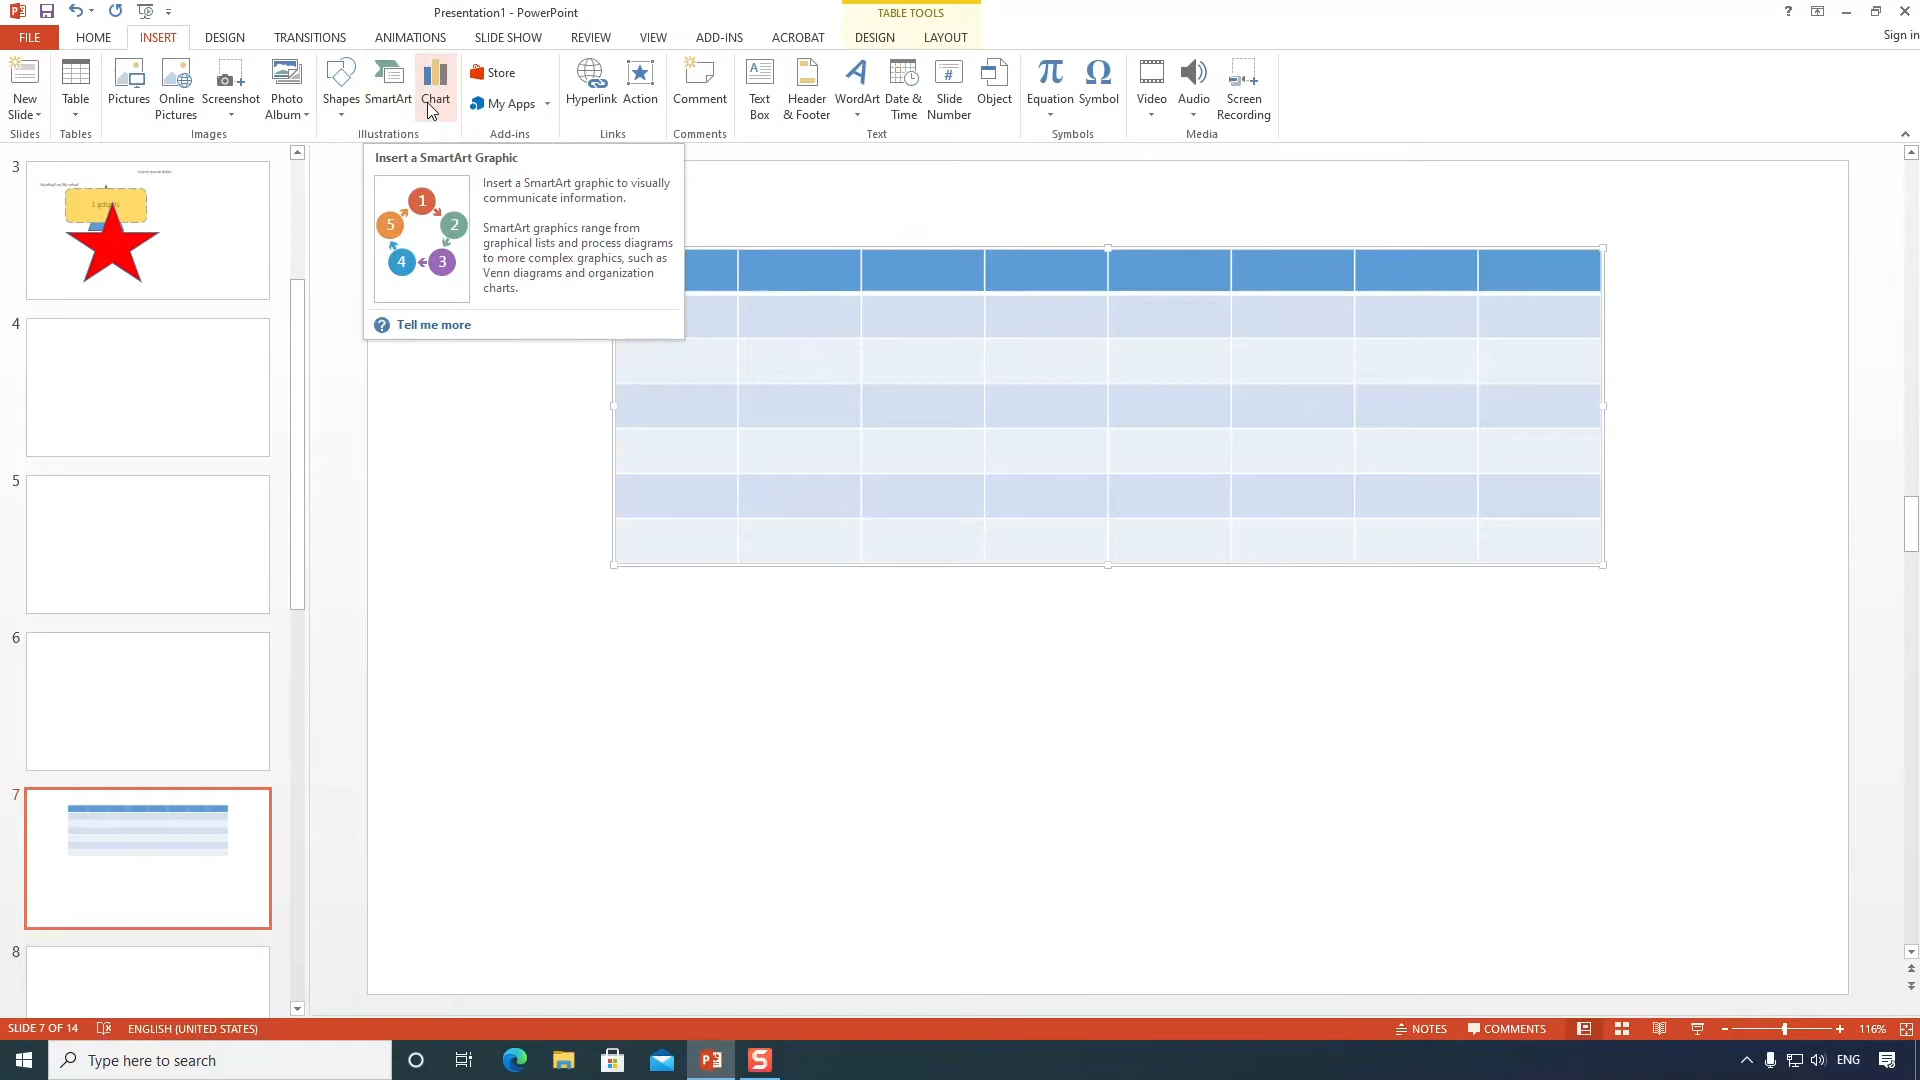 Presentation1 - PowerPoint
TABLE TOOLS
FILE HOME INSERT DESIGN TRANSITIONS ANIMATIONS SLIDE SHOW REVIEW VIEW ADD-INS ACROBAT DESIGN LAYOUT
Sign in
New Slide
Table
Pictures
Online Pictures
Screenshot
Photo Album
Shapes
SmartArt
Chart
Store
My Apps
Hyperlink
Action
Comment
Text Box
Header & Footer
WordArt
Date & Time
Slide Number
Object
Equation
Symbol
Video
Audio
Screen Recording
Slides Tables Images Illustrations Add-ins Links Comments Text Symbols Media
Insert a SmartArt Graphic
1
2
3
4
5
Insert a SmartArt graphic to visually
communicate information.
SmartArt graphics range from
graphical lists and process diagrams
to more complex graphics, such as
Venn diagrams and organization
charts.
? Tell me more
3
4
5
6
7
8
SLIDE 7 OF 14
ENGLISH (UNITED STATES)
NOTES
COMMENTS
116%
Type here to search
ENG